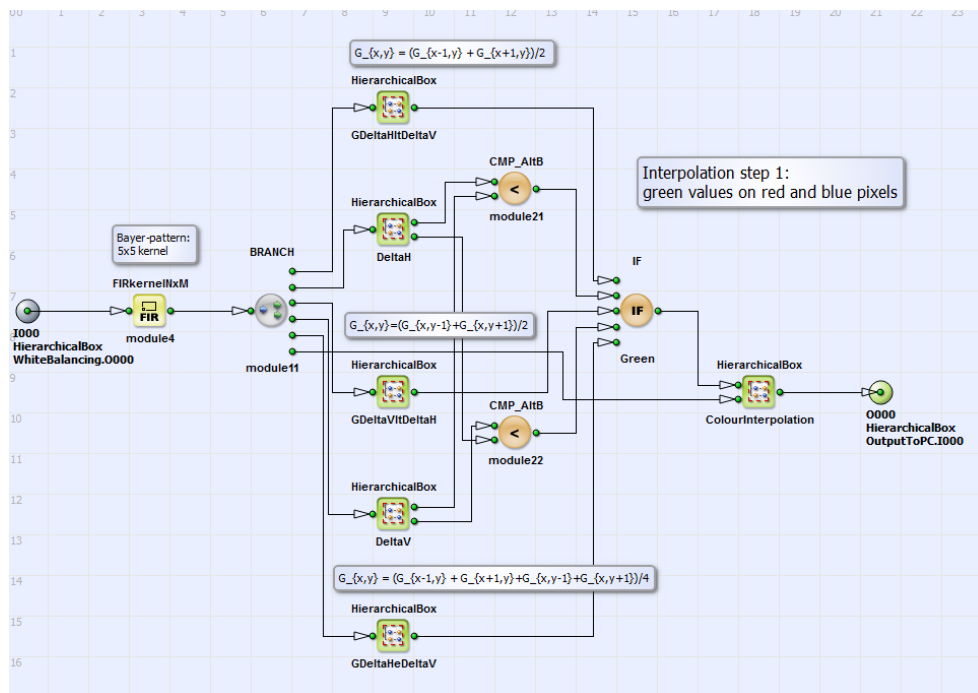 00 1 2 3 4 5 6 7 8 9 10 11 12 13 14 15 16 17 18 19 20 21 22 23
1
G_{x,y} = (G_{x-1,y} + G_{x+1,y})/2
HierarchicalBox
2
GDeltaHltDeltaV
3
CMP_AltB
4
<
Interpolation step 1:
green values on red and blue pixels
HierarchicalBox
module21
5
DeltaH
Bayer-pattern:
5x5 kernel
BRANCH
6
IF
FIRkernelNxM
7
FIR
IF
I000
HierarchicalBox
WhiteBalancing.O000
module4
G_{x,y}=(G_{x,y-1}+G_{x,y+1})/2
8
module11
Green
HierarchicalBox
HierarchicalBox
9
GDeltaVltDeltaH
CMP_AltB
ColourInterpolation
O000
HierarchicalBox
OutputToPC.I000
10
<
11
module22
HierarchicalBox
12
DeltaV
13
G_{x,y} = (G_{x-1,y} + G_{x+1,y}+G_{x,y-1}+G_{x,y+1})/4
14
HierarchicalBox
15
GDeltaHeDeltaV
16